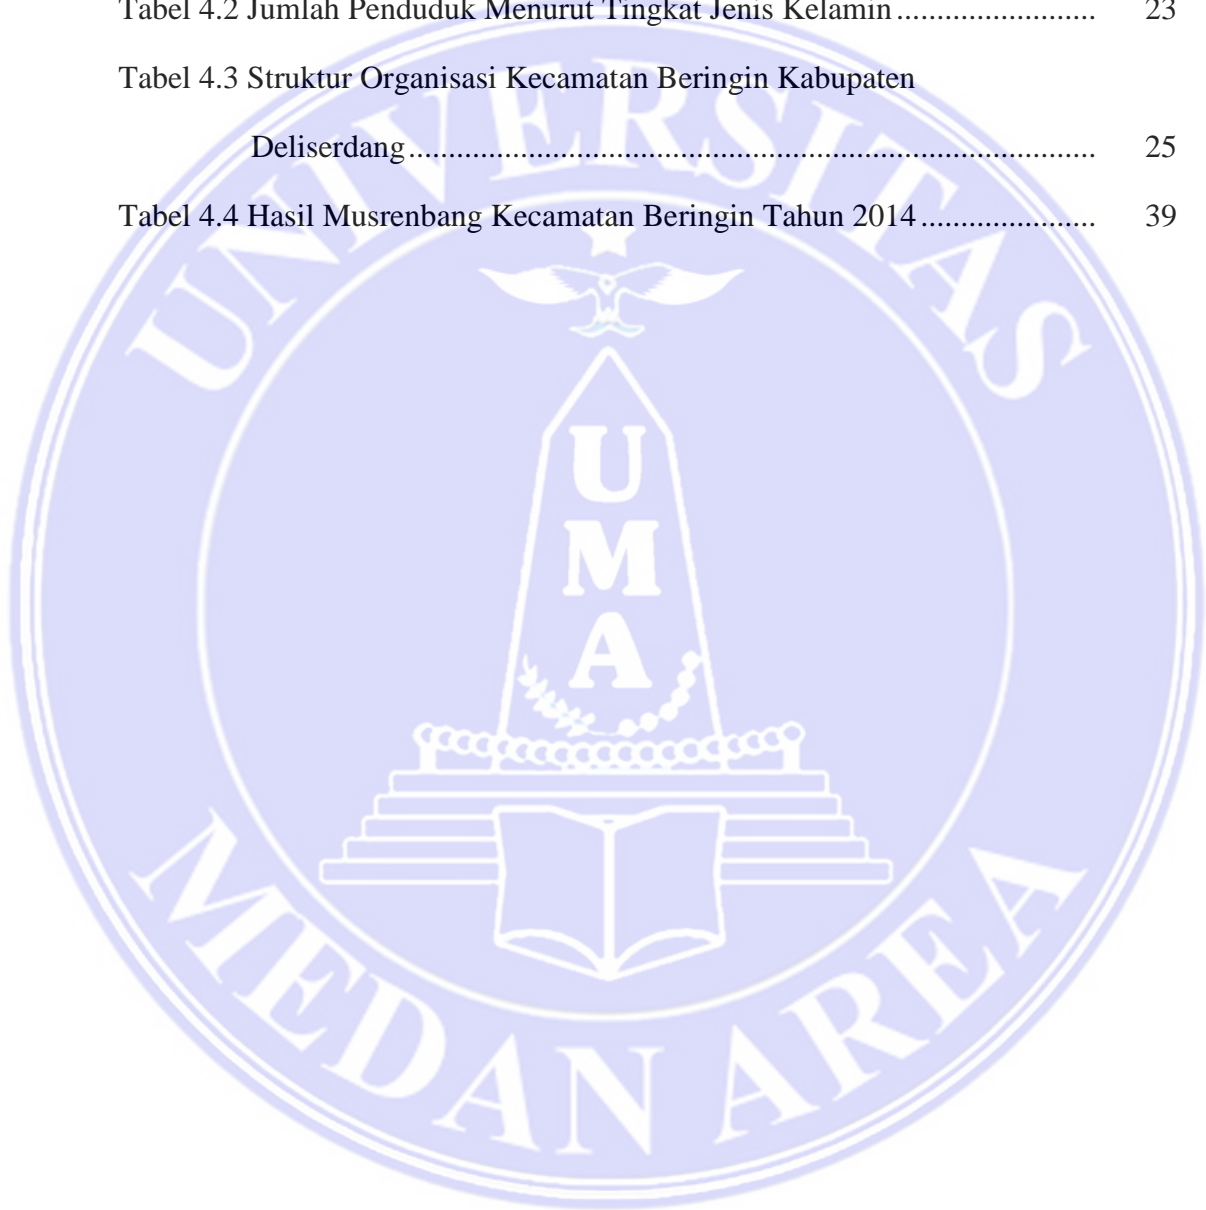 Tabel 4.2 Jumlah Penduduk Menurut Tingkat Jenis Kelamin........................ 23
Tabel 4.3 Struktur Organisasi Kecamatan Beringin Kabupaten
Deliserdang.................................................................................... 25
Tabel 4.4 Hasil Musrenbang Kecamatan Beringin Tahun 2014..................... 39
UNIVERSITAS
U
M
A
MEDAN AREA